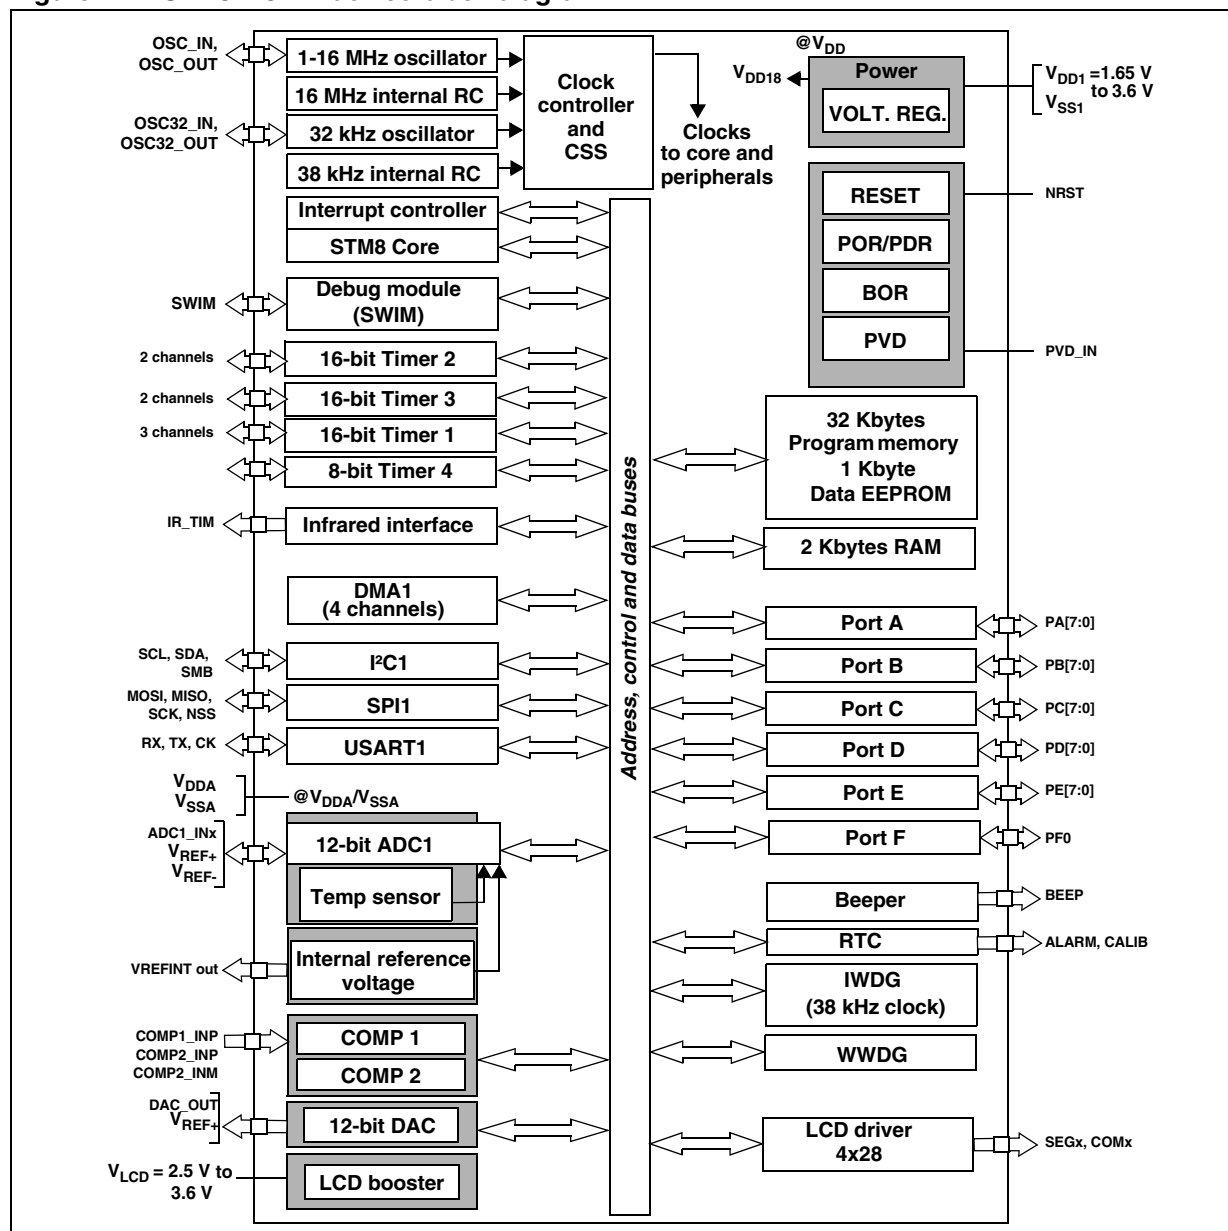 OSC_IN,
OSC_OUT
1-16 MHz oscillator
16 MHz internal RC
OSC32_IN,
OSC32_OUT
32 kHz oscillator
38 kHz internal RC
Clock
controller
and
CSS
Clocks
to core and
peripherals
@VDD
VDD18
Power
VOLT. REG.
VDD1 =1.65 V
to 3.6 V
VSS1
RESET
NRST
POR/PDR
BOR
PVD
PVD_IN
Interrupt controller
STM8 Core
SWIM
Debug module
(SWIM)
2 channels
16-bit Timer 2
2 channels
16-bit Timer 3
3 channels
16-bit Timer 1
8-bit Timer 4
IR_TIM
Infrared interface
DMA1
(4 channels)
SCL, SDA,
SMB
I²C1
MOSI, MISO,
SCK, NSS
SPI1
RX, TX, CK
USART1
VDDA
VSSA
@VDDA/VSSA
ADC1_INx
VREF+
VREF-
12-bit ADC1
Temp sensor
VREFINT out
Internal reference
voltage
COMP1_INP
COMP2_INP
COMP2_INM
COMP 1
COMP 2
DAC_OUT
VREF+
12-bit DAC
VLCD = 2.5 V to
3.6 V
LCD booster
Address, control and data buses
32 Kbytes
Program memory
1 Kbyte
Data EEPROM
2 Kbytes RAM
Port A
PA[7:0]
Port B
PB[7:0]
Port C
PC[7:0]
Port D
PD[7:0]
Port E
PE[7:0]
Port F
PF0
Beeper
BEEP
RTC
ALARM, CALIB
IWDG
(38 kHz clock)
WWDG
LCD driver
4x28
SEGx, COMx